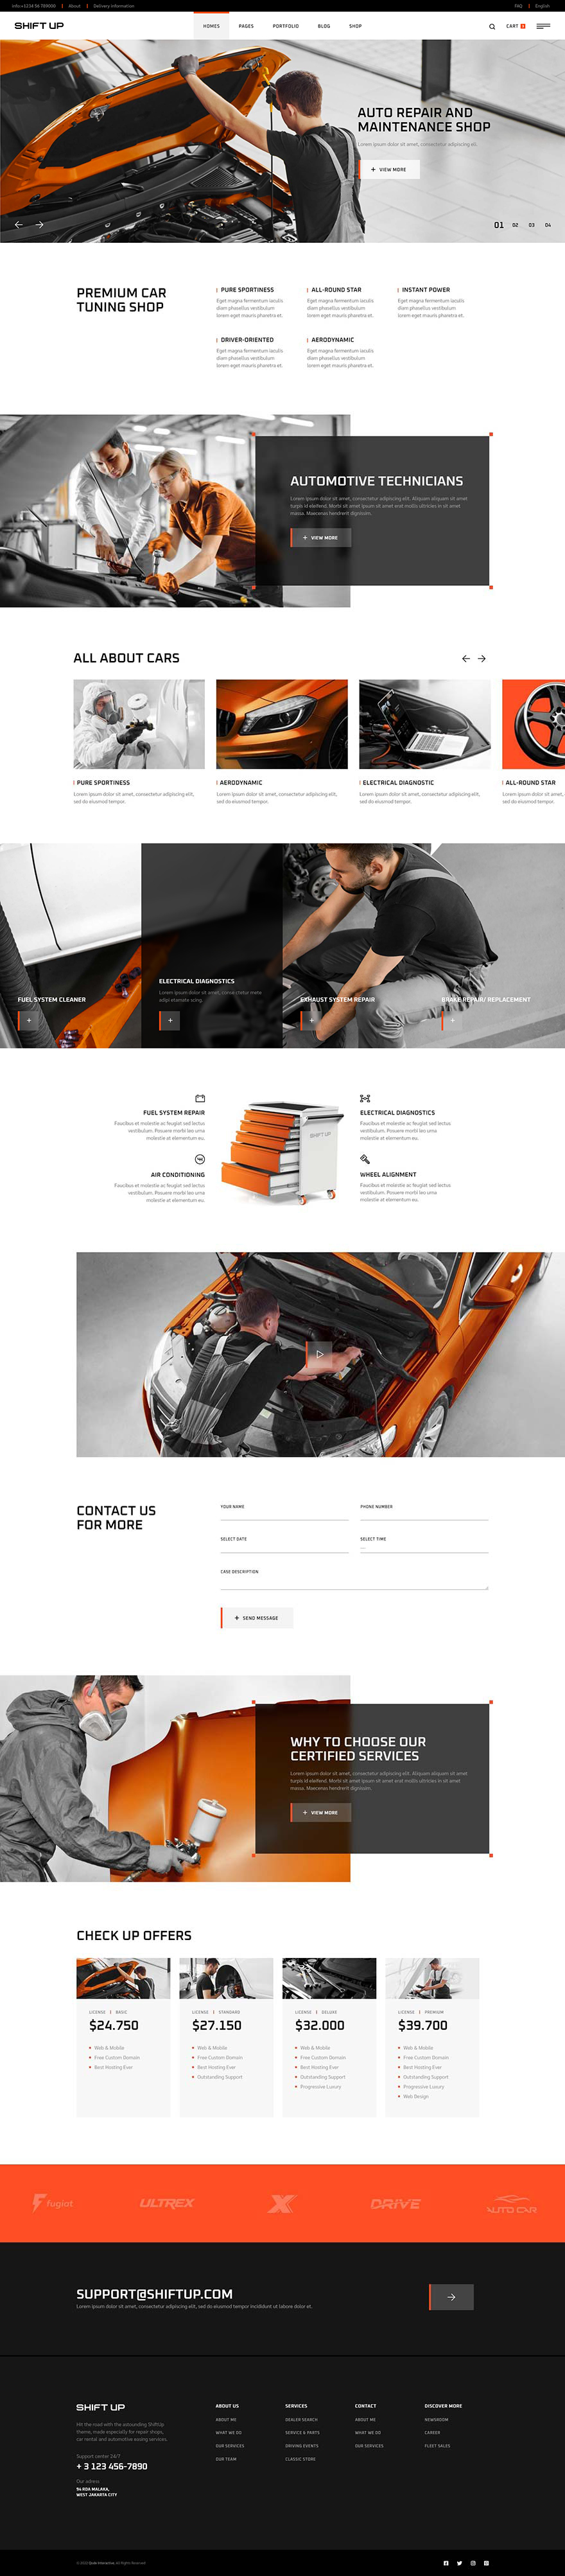 Info:+0234 56 789000 | About | Delivery information
FAQ | English
SHIFT UP
HOMES PAGES PORTFOLIO BLOG SHOP
CART
AUTO REPAIR AND
MAINTENANCE SHOP
Lorem ipsum dolor sit amet, consectetur adipiscing elit.
+ VIEW MORE
01 02 03 04
PREMIUM CAR
TUNING SHOP
PURE SPORTINESS
Eget magna fermentum iaculis
diam phasellus vestibulum
lorem eget mauris pharetra et.
ALL-ROUND STAR
Eget magna fermentum iaculis
diam phasellus vestibulum
lorem eget mauris pharetra et.
INSTANT POWER
Eget magna fermentum iaculis
diam phasellus vestibulum
lorem eget mauris pharetra et.
DRIVER-ORIENTED
Eget magna fermentum iaculis
diam phasellus vestibulum
lorem eget mauris pharetra et.
AERODYNAMIC
Eget magna fermentum iaculis
diam phasellus vestibulum
lorem eget mauris pharetra et.
AUTOMOTIVE TECHNICIANS
Lorem ipsum dolor sit amet, consectetur adipiscing elit. Aliquam aliquam sit amet
turpis id eleifend. Morbi sit amet ipsum sit amet erat mollis ultricies in sit amet
massa. Maecenas hendrerit dignissim.
+ VIEW MORE
ALL ABOUT CARS
PURE SPORTINESS
Lorem ipsum dolor sit amet, consectetur adipiscing elit,
sed do eiusmod tempor.
AERODYNAMIC
Lorem ipsum dolor sit amet, consectetur adipiscing elit,
sed do eiusmod tempor.
ELECTRICAL DIAGNOSTIC
Lorem ipsum dolor sit amet, consectetur adipiscing elit,
sed do eiusmod tempor.
ALL-ROUND STAR
Lorem ipsum dolor sit amet, con
sed do eiusmod tempor.
FUEL SYSTEM CLEANER
+
ELECTRICAL DIAGNOSTICS
Lorem ipsum dolor sit amet, conse ctetur mate
adipi etamate scing.
+
EXHAUST SYSTEM REPAIR
+
BRAKE REPAIR/ REPLACEMENT
+
FUEL SYSTEM REPAIR
Faucibus et molestie ac feugiat sed lectus
vestibulum. Posuere morbi leo urna
molestie at elementum eu.
AIR CONDITIONING
Faucibus et molestie ac feugiat sed lectus
vestibulum. Posuere morbi leo urna
molestie at elementum eu.
SHIFT UP
ELECTRICAL DIAGNOSTICS
Faucibus et molestie ac feugiat sed lectus
vestibulum. Posuere morbi leo urna
molestie at elementum eu.
WHEEL ALIGNMENT
Faucibus et molestie ac feugiat sed lectus
vestibulum. Posuere morbi leo urna
molestie at elementum eu.
CONTACT US
FOR MORE
YOUR NAME
PHONE NUMBER
SELECT DATE
SELECT TIME
CASE DESCRIPTION
+ SEND MESSAGE
WHY TO CHOOSE OUR
CERTIFIED SERVICES
Lorem ipsum dolor sit amet, consectetur adipiscing elit. Aliquam aliquam sit amet
turpis id eleifend. Morbi sit amet ipsum sit amet erat mollis ultricies in sit amet
massa. Maecenas hendrerit dignissim.
+ VIEW MORE
CHECK UP OFFERS
LICENSE | BASIC
$24.750
Web & Mobile
Free Custom Domain
Best Hosting Ever
LICENSE | STANDARD
$27.150
Web & Mobile
Free Custom Domain
Best Hosting Ever
Outstanding Support
LICENSE | DELUXE
$32.000
Web & Mobile
Free Custom Domain
Best Hosting Ever
Outstanding Support
Progressive Luxury
LICENSE | PREMIUM
$39.700
Web & Mobile
Free Custom Domain
Best Hosting Ever
Outstanding Support
Progressive Luxury
Web Design
fugiat
ULTREX
X
DRIVE
AUTO CAR
SUPPORT@SHIFTUP.COM
Lorem ipsum dolor sit amet, consectetur adipiscing elit, sed do eiusmod tempor incididunt ut labore dolor et.
SHIFT UP
Hit the road with the astounding ShiftUp
theme, made especially for repair shops,
car rental and automotive easing services.
Support center 24/7
+ 3 123 456-7890
Our adress
94 ROA MALAKA,
WEST JAKARTA CITY
ABOUT US
ABOUT ME
WHAT WE DO
OUR SERVICES
OUR TEAM
SERVICES
DEALER SEARCH
SERVICE & PARTS
DRIVING EVENTS
CLASSIC STORE
CONTACT
ABOUT ME
WHAT WE DO
OUR SERVICES
DISCOVER MORE
NEWSROOM
CAREER
FLEET SALES
© 2022 Qode Interactive, All Rights Reserved